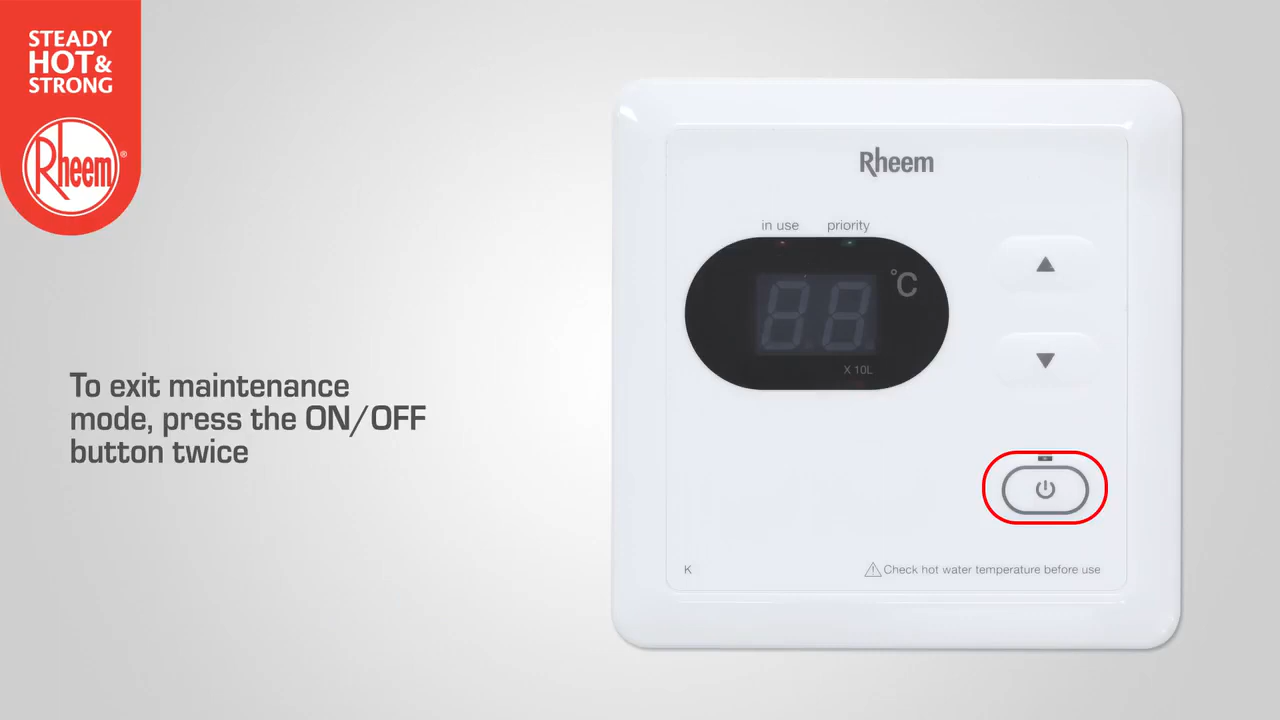 STEADY
HOT&
STRONG
Rheem®
To exit maintenance
mode, press the ON/OFF
button twice
Rheem
in use priority
88 °C
X 10L
K
⚠ Check hot water temperature before use